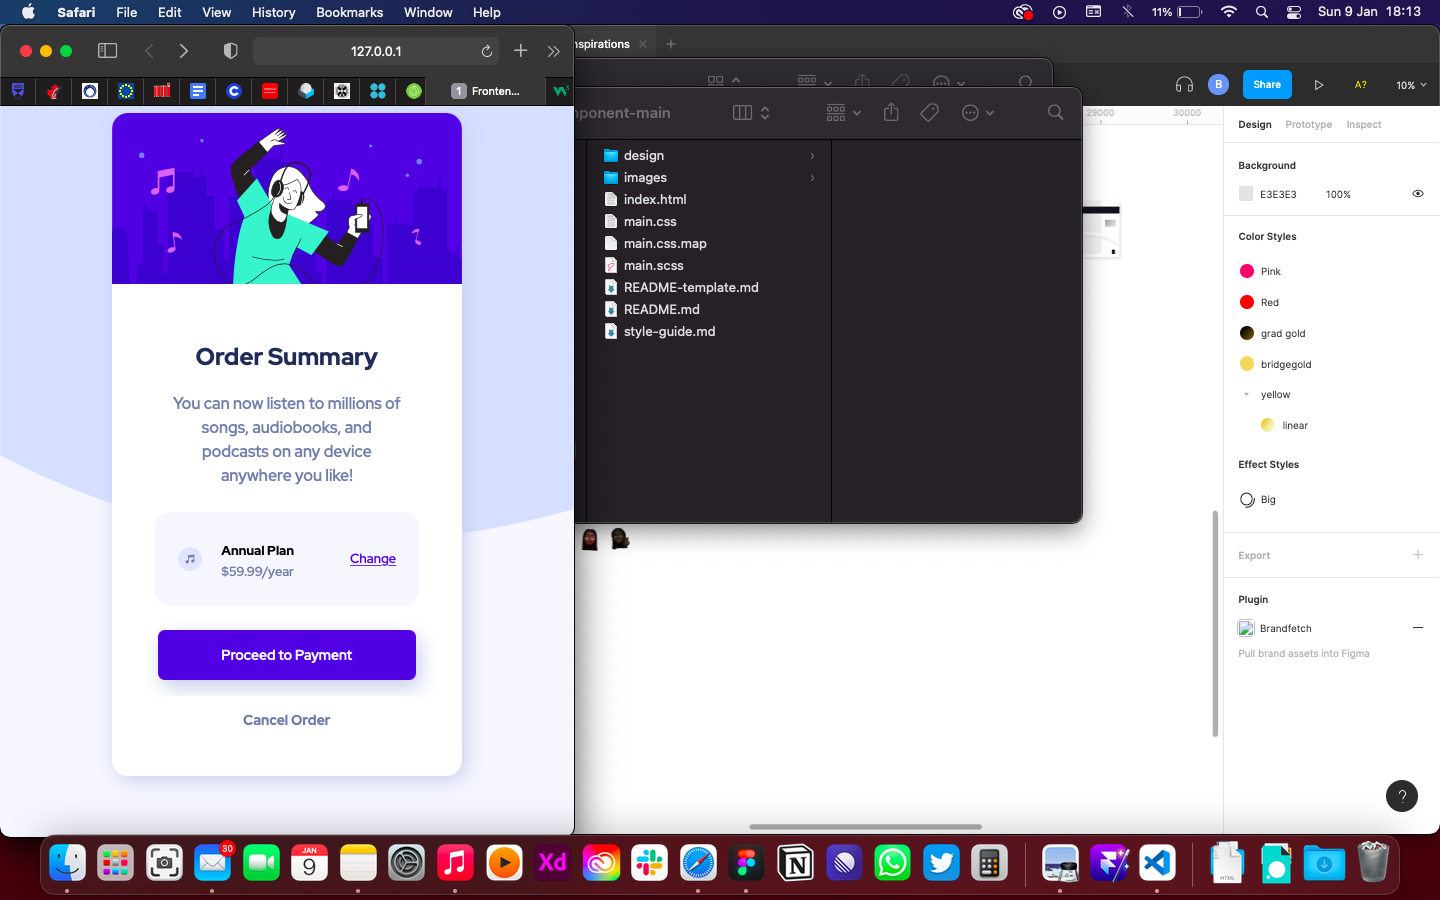 Safari File Edit View History Bookmarks Window Help
11% Sun 9 Jan 18:13
127.0.0.1
nspirations
B Share A? 10%
1 Fronten...
nponent-main
29000 30000
design
images
index.html
main.css
main.css.map
main.scss
README-template.md
README.md
style-guide.md
Order Summary
You can now listen to millions of
songs, audiobooks, and
podcasts on any device
anywhere you like!
Annual Plan
$59.99/year
Change
Proceed to Payment
Cancel Order
Design Prototype Inspect
Background
E3E3E3 100%
Color Styles
Pink
Red
grad gold
bridgegold
yellow
linear
Effect Styles
Big
Export
Plugin
Brandfetch
Pull brand assets into Figma
?
30
JAN
9
Xd
HTML